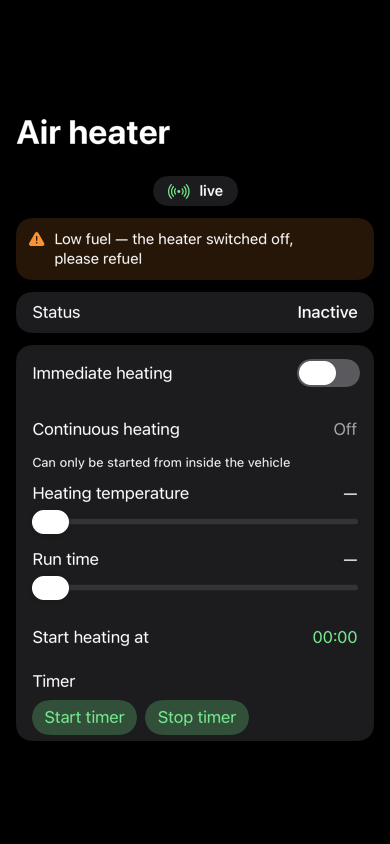 Air heater
live
Low fuel — the heater switched off,
please refuel
Status Inactive
Immediate heating
Continuous heating Off
Can only be started from inside the vehicle
Heating temperature —
Run time —
Start heating at 00:00
Timer
Start timer Stop timer